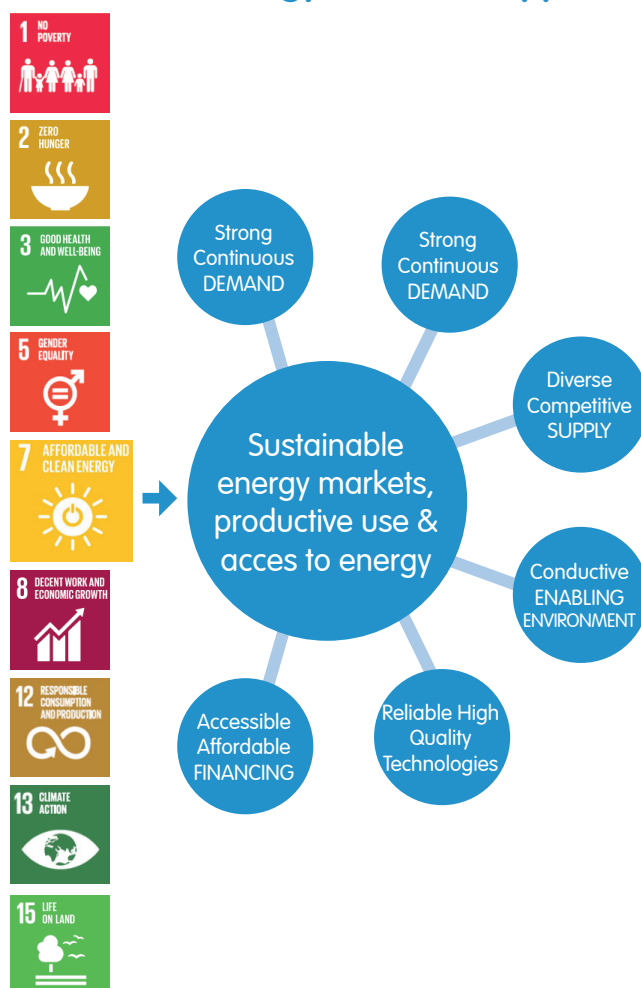 1 NO
POVERTY
2 ZERO
HUNGER
3 GOOD HEALTH
AND WELL-BEING
5 GENDER
EQUALITY
7 AFFORDABLE AND
CLEAN ENERGY
8 DECENT WORK AND
ECONOMIC GROWTH
12 RESPONSIBLE
CONSUMPTION
AND PRODUCTION
13 CLIMATE
ACTION
15 LIFE
ON LAND
Strong
Continuous
DEMAND
Strong
Continuous
DEMAND
Diverse
Competitive
SUPPLY
Sustainable
energy markets,
productive use &
acces to energy
Conductive
ENABLING
ENVIRONMENT
Reliable High
Quality
Technologies
Accessible
Affordable
FINANCING